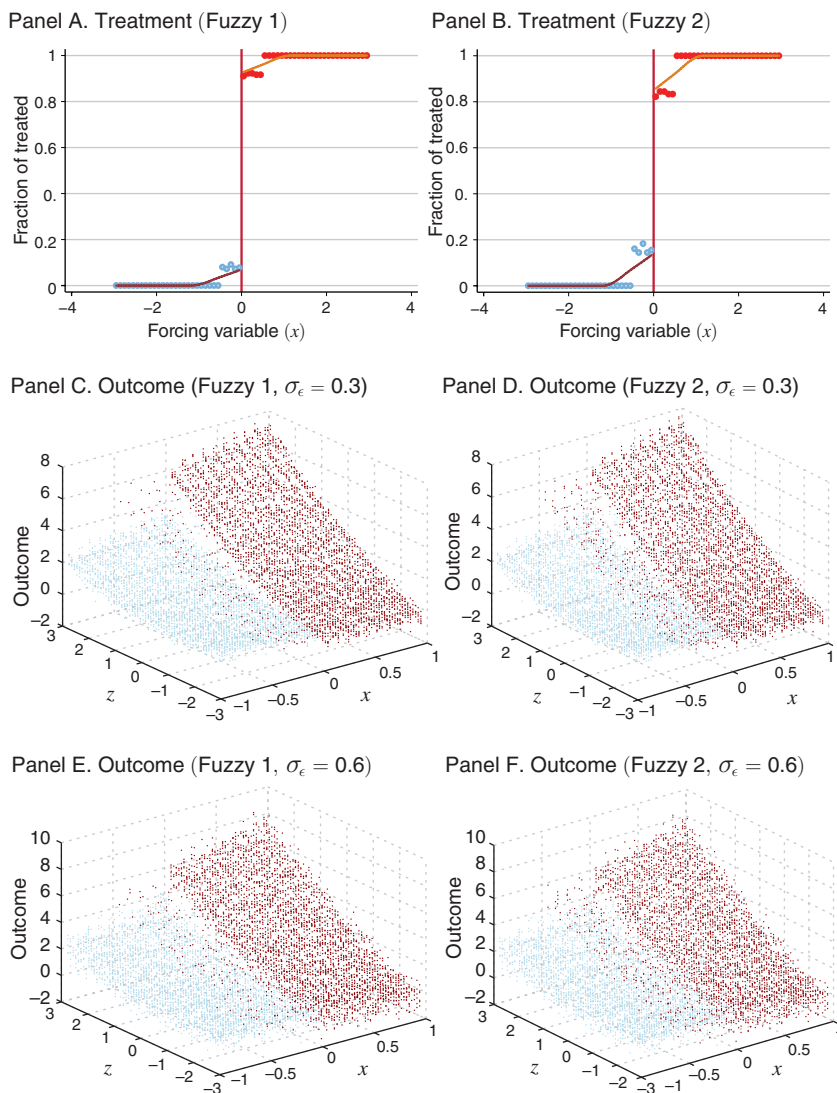 Panel A. Treatment (Fuzzy 1)
Fraction of treated
1
0.8
0.6
0.
0.2
0
−4 −2 0 2 4
Forcing variable (x)
Panel B. Treatment (Fuzzy 2)
Fraction of treated
1
0.8
0.6
0.
0.2
0
−4 −2 0 2 4
Forcing variable (x)
Panel C. Outcome (Fuzzy 1, σϵ = 0.3)
Outcome
8
6
4
2
0
−2
3 2 1 0 −1 −2 −3
z
−1 −0.5 0 0.5 1
x
Panel D. Outcome (Fuzzy 2, σϵ = 0.3)
Outcome
8
6
4
2
0
−2
3 2 1 0 −1 −2 −3
z
−1 −0.5 0 0.5 1
x
Panel E. Outcome (Fuzzy 1, σϵ = 0.6)
Outcome
10
8
6
4
2
0
−2
3 2 1 0 −1 −2 −3
z
−1 −0.5 0 0.5 1
x
Panel F. Outcome (Fuzzy 2, σϵ = 0.6)
Outcome
10
8
6
4
2
0
−2
3 2 1 0 −1 −2 −3
z
−1 −0.5 0 0.5 1
x